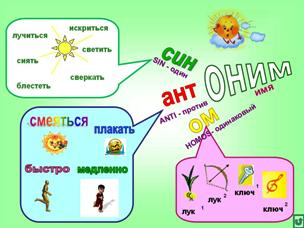 искриться
лучиться
светить
сиять
сверкать
блестеть
син
SIN - один
ант
ANTI - против
ом
HOMOS - одинаковый
ОНИМ
ИМЯ
смеяться
плакать
быстро медленно
лук 1
лук 2
ключ 1
ключ 2